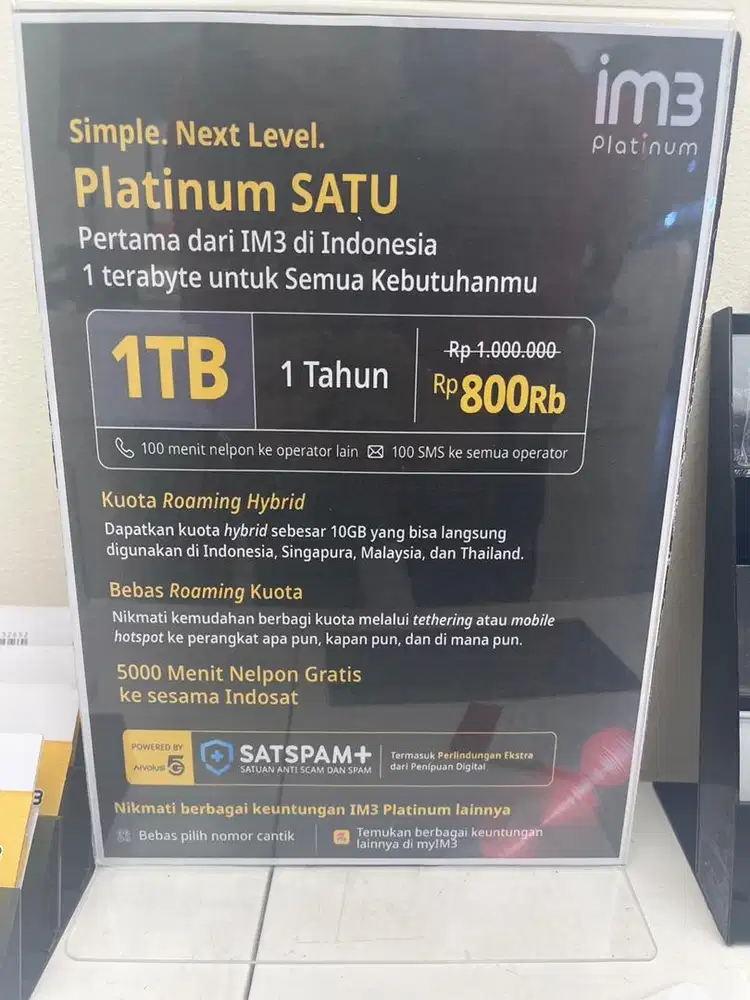 im3
Platinum
Simple. Next Level.
Platinum SATU
Pertama dari IM3 di Indonesia
1 terabyte untuk Semua Kebutuhanmu
1TB
1 Tahun
Rp 1.000.000
Rp 800Rb
100 menit nelpon ke operator lain
100 SMS ke semua operator
Kuota Roaming Hybrid
Dapatkan kuota hybrid sebesar 10GB yang bisa langsung
digunakan di Indonesia, Singapura, Malaysia, dan Thailand.
Bebas Roaming Kuota
Nikmati kemudahan berbagi kuota melalui tethering atau mobile
hotspot ke perangkat apa pun, kapan pun, dan di mana pun.
5000 Menit Nelpon Gratis
ke sesama Indosat
POWERED BY
AIvolusi 5G
SATSPAM+
SATUAN ANTI SCAM DAN SPAM
Termasuk Perlindungan Ekstra
dari Penipuan Digital
Nikmati berbagai keuntungan IM3 Platinum lainnya
Bebas pilih nomor cantik
Temukan berbagai keuntungan
lainnya di myIM3